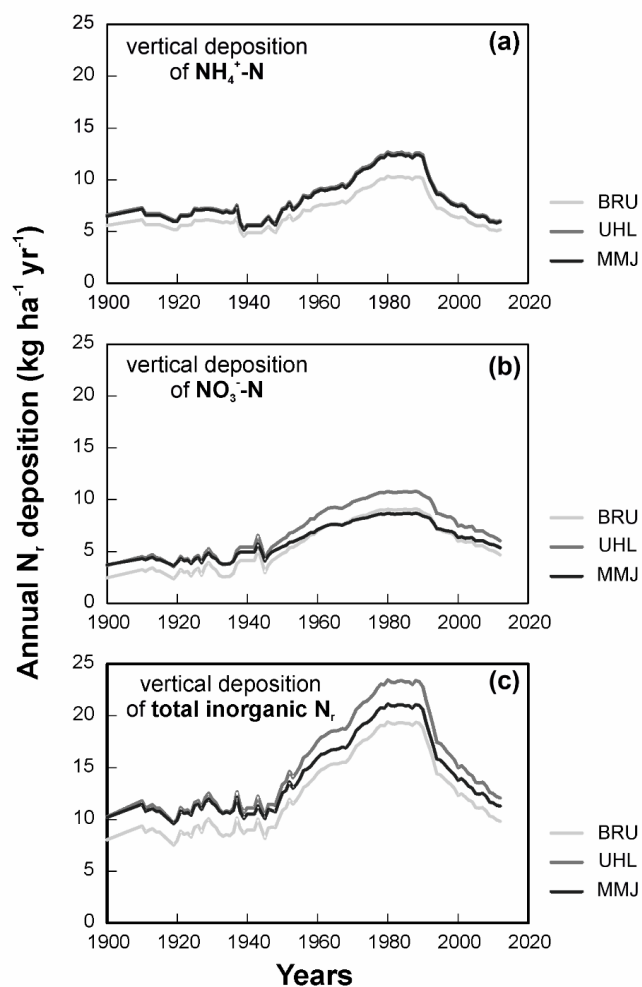 Annual Nᵣ deposition (kg ha⁻¹ yr⁻¹)
25
20
15
10
5
0
vertical deposition
of NH₄⁺-N
(a)
1900 1920 1940 1960 1980 2000 2020
BRU
UHL
MMJ
25
20
15
10
5
0
vertical deposition
of NO₃⁻-N
(b)
1900 1920 1940 1960 1980 2000 2020
BRU
UHL
MMJ
25
20
15
10
5
0
vertical deposition
of total inorganic Nᵣ
(c)
1900 1920 1940 1960 1980 2000 2020
BRU
UHL
MMJ
Years